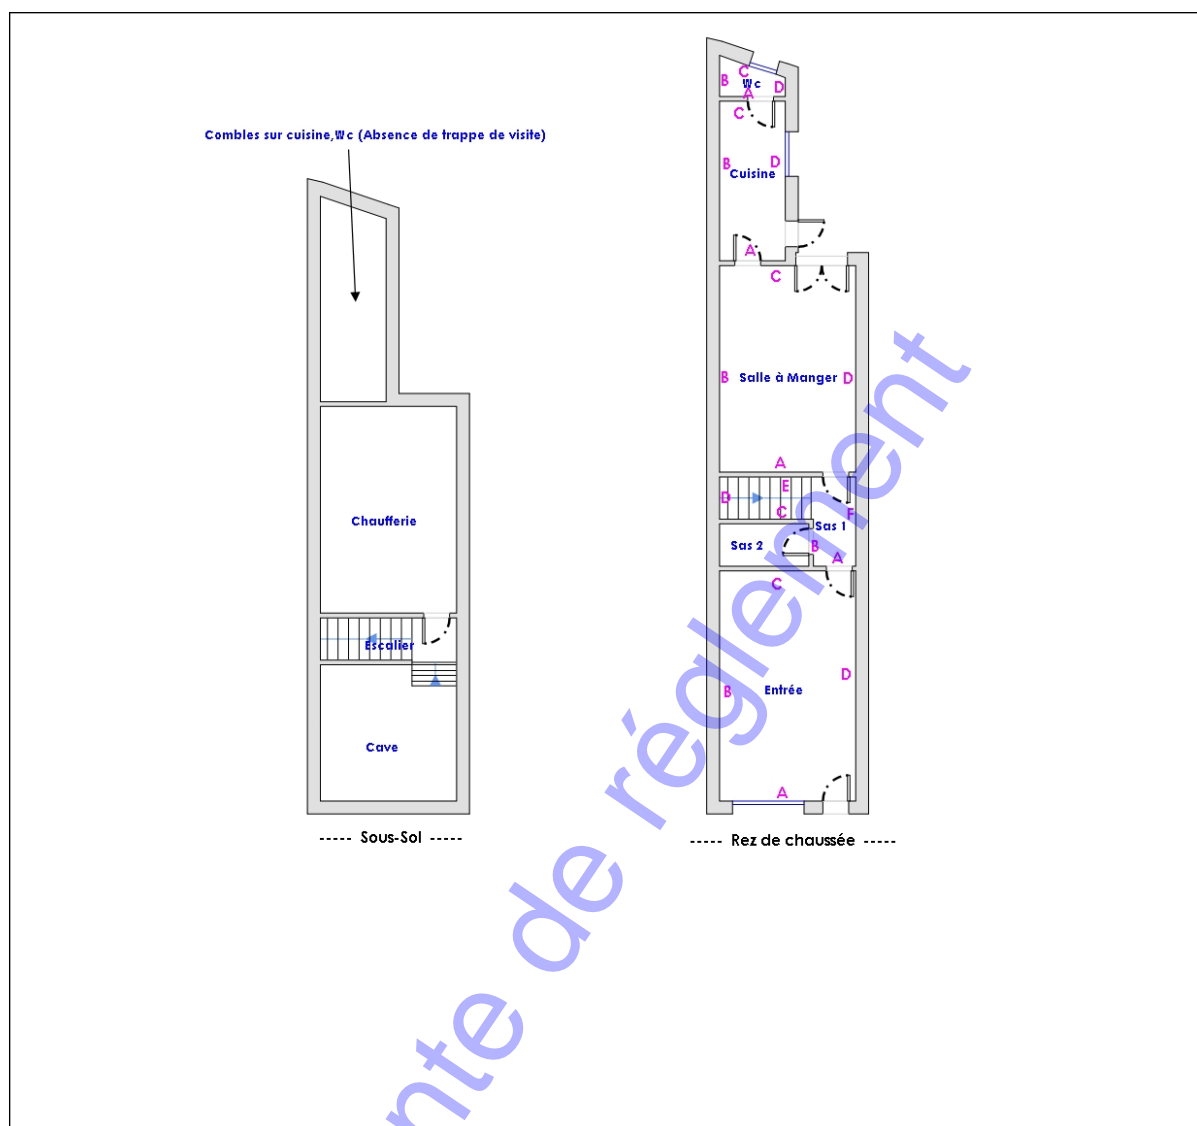 Combles sur cuisine,Wc (Absence de trappe de visite)
Chaufferie
Escalier
Cave
----- Sous-Sol -----
C
B
Wc
D
A
C
B
D
Cuisine
A
C
B
Salle à Manger
D
A
E
D
C
F
Sas 1
Sas 2
B
A
C
D
B
Entrée
A
----- Rez de chaussée -----
nte de réglement